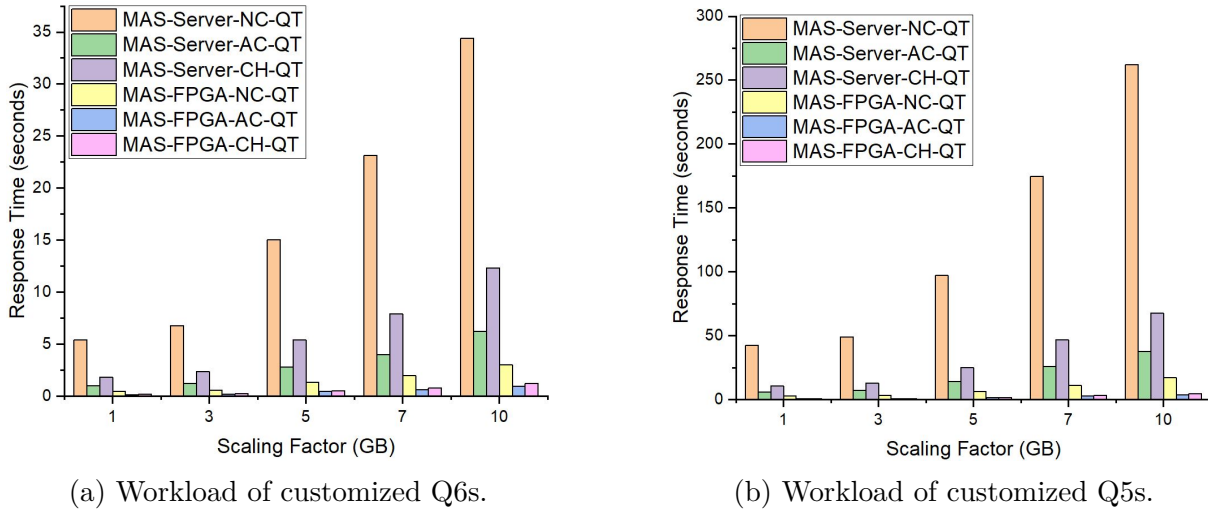 35
30
25
20
15
10
5
0
Response Time (seconds)
MAS-Server-NC-QT
MAS-Server-AC-QT
MAS-Server-CH-QT
MAS-FPGA-NC-QT
MAS-FPGA-AC-QT
MAS-FPGA-CH-QT
1 3 5 7 10
Scaling Factor (GB)
(a) Workload of customized Q6s.
300
250
200
150
100
50
0
Response Time (seconds)
MAS-Server-NC-QT
MAS-Server-AC-QT
MAS-Server-CH-QT
MAS-FPGA-NC-QT
MAS-FPGA-AC-QT
MAS-FPGA-CH-QT
1 3 5 7 10
Scaling Factor (GB)
(b) Workload of customized Q5s.